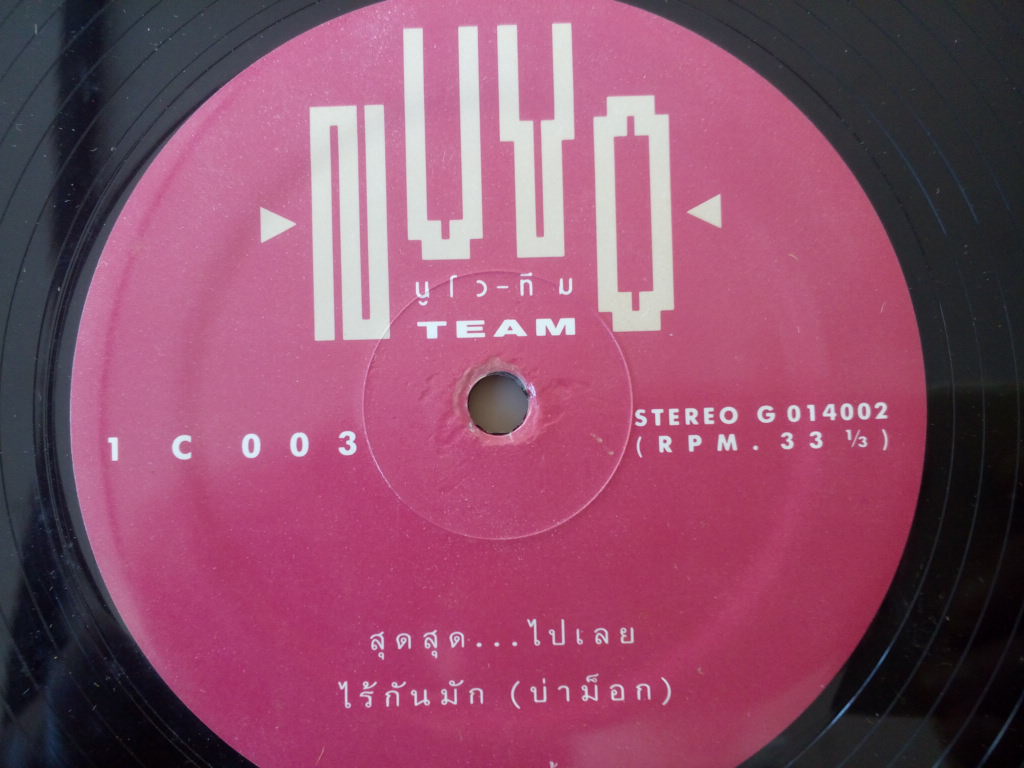 NUVO
นูโว-ทีม
TEAM
1 C 003
STEREO G 014002
(RPM. 33 ⅓)
สุดสุด...ไปเลย
ไร้กันมัก (บ่าม็อก)